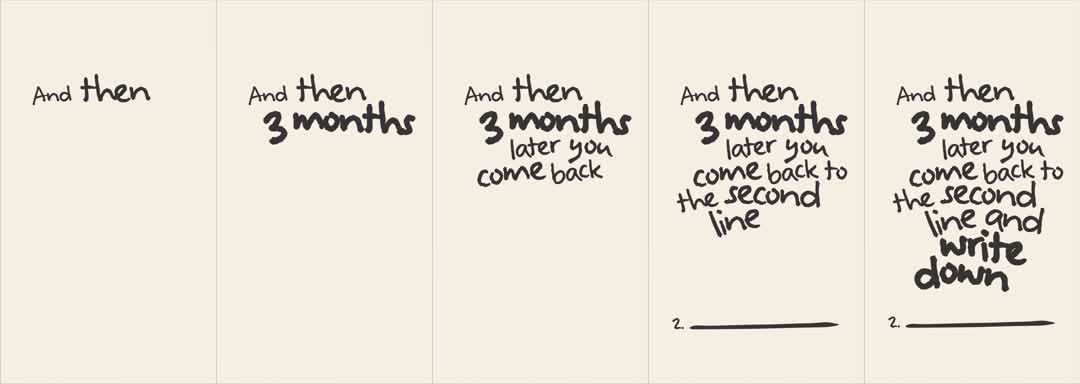 And then
And then
3 months
And then
3 months
later you
come back
And then
3 months
later you
come back to
the second
line
2.
And then
3 months
later you
come back to
the second
line and
write
down
2.